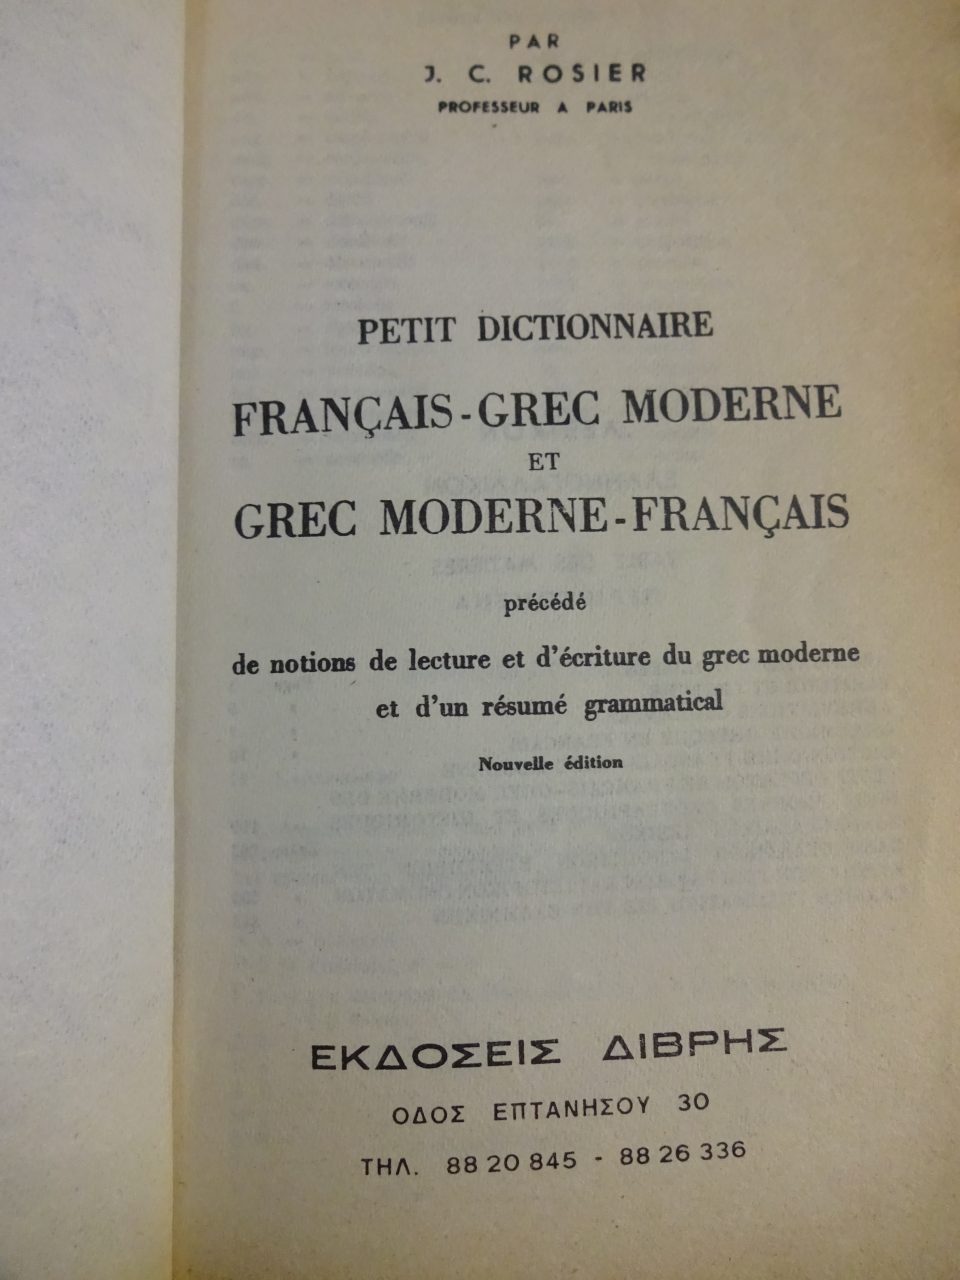 PAR
J. C. ROSIER
PROFESSEUR A PARIS
PETIT DICTIONNAIRE
FRANÇAIS-GREC MODERNE
ET
GREC MODERNE-FRANÇAIS
précédé
de notions de lecture et d'écriture du grec moderne
et d'un résumé grammatical
Nouvelle édition
ΕΚΔΟΣΕΙΣ ΔΙΒΡΗΣ
ΟΔΟΣ ΕΠΤΑΝΗΣΟΥ 30
ΤΗΛ. 88 20 845 - 88 26 336